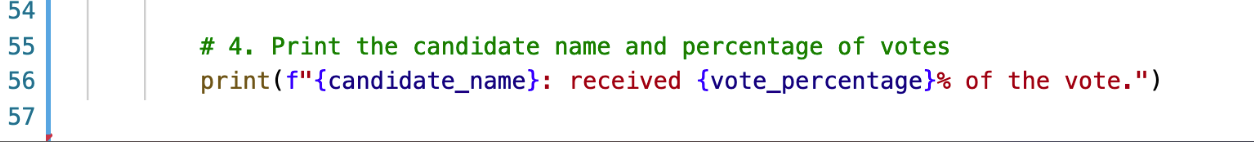 54
55 # 4. Print the candidate name and percentage of votes
56 print(f"{candidate_name}: received {vote_percentage}% of the vote.")
57